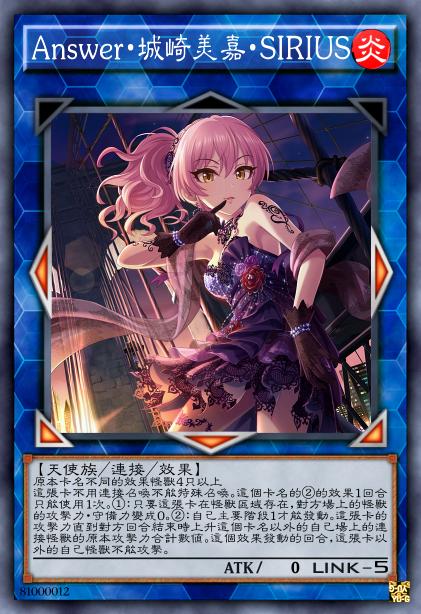 Answer・城崎美嘉・SIRIUS 炎
【天使族/連接/效果】
原本卡名不同的效果怪獸4只以上
這張卡不用連接召喚不能特殊召喚。這個卡名的②的效果1回合
只能使用1次。①:只要這張卡在怪獸區域存在,對方場上的怪獸
的攻擊力・守備力變成0。②:自己主要階段1才能發動。這張卡的
攻擊力直到對方回合結束時上升這個卡名以外的自己場上的連
接怪獸的原本攻擊力合計數值。這個效果發動的回合,這張卡以
外的自己怪獸不能攻擊。
ATK/ 0 LINK-5
81000012